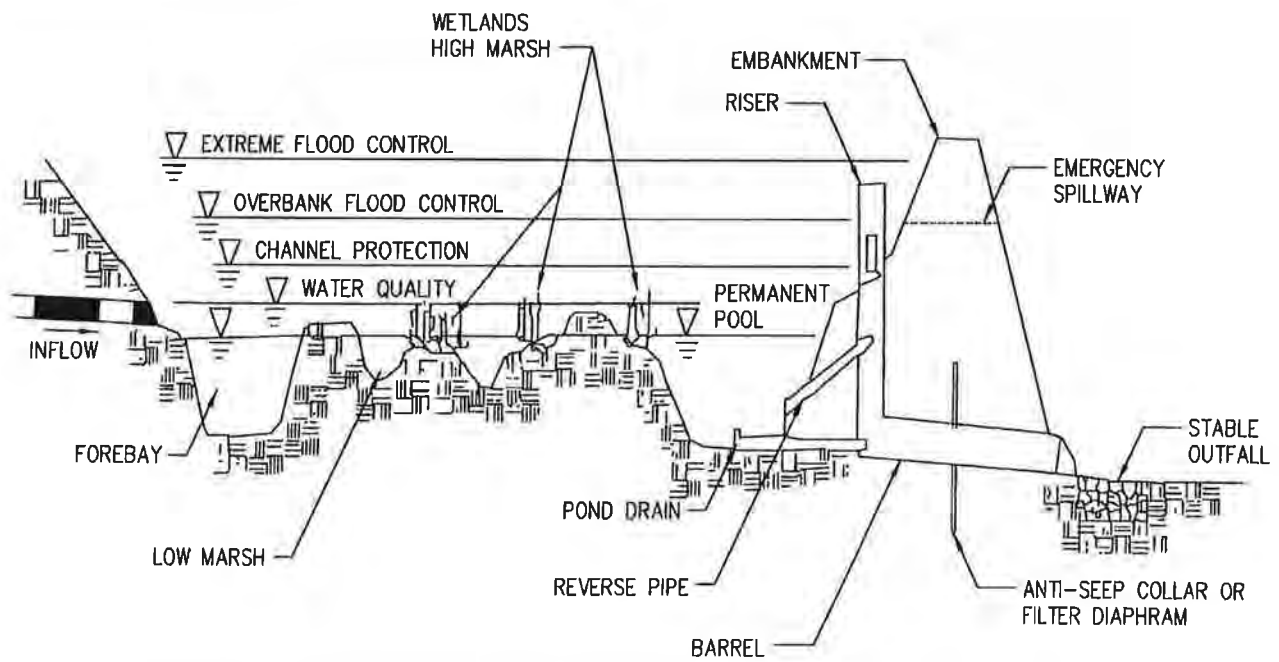 WETLANDS
HIGH MARSH
EMBANKMENT
RISER
EXTREME FLOOD CONTROL
EMERGENCY
SPILLWAY
OVERBANK FLOOD CONTROL
CHANNEL PROTECTION
WATER QUALITY
PERMANENT
POOL
INFLOW
FOREBAY
STABLE
OUTFALL
POND DRAIN
LOW MARSH
REVERSE PIPE
ANTI-SEEP COLLAR OR
FILTER DIAPHRAM
BARREL